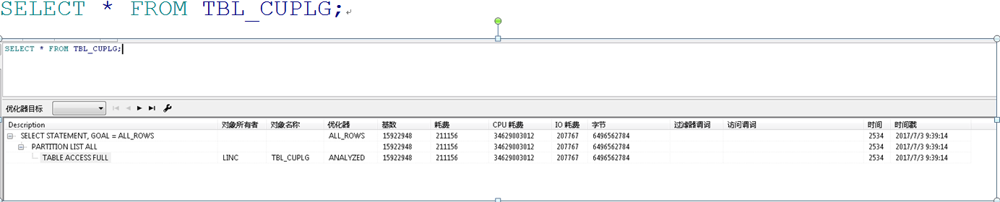 SELECT * FROM TBL_CUPLG;
SELECT * FROM TBL_CUPLG;
优化器目标
Description 对象所有者 对象名称 优化器 基数 耗费 CPU 耗费 IO 耗费 字节 过滤器调词 访问调词 时间 时间戳
SELECT STATEMENT, GOAL = ALL_ROWS ALL_ROWS 15922948 211156 34629003012 207767 6496562784 2534 2017/7/3 9:39:14
PARTITION LIST ALL 15922948 211156 34629003012 207767 6496562784 2534 2017/7/3 9:39:14
TABLE ACCESS FULL LINC TBL_CUPLG ANALYZED 15922948 211156 34629003012 207767 6496562784 2534 2017/7/3 9:39:14